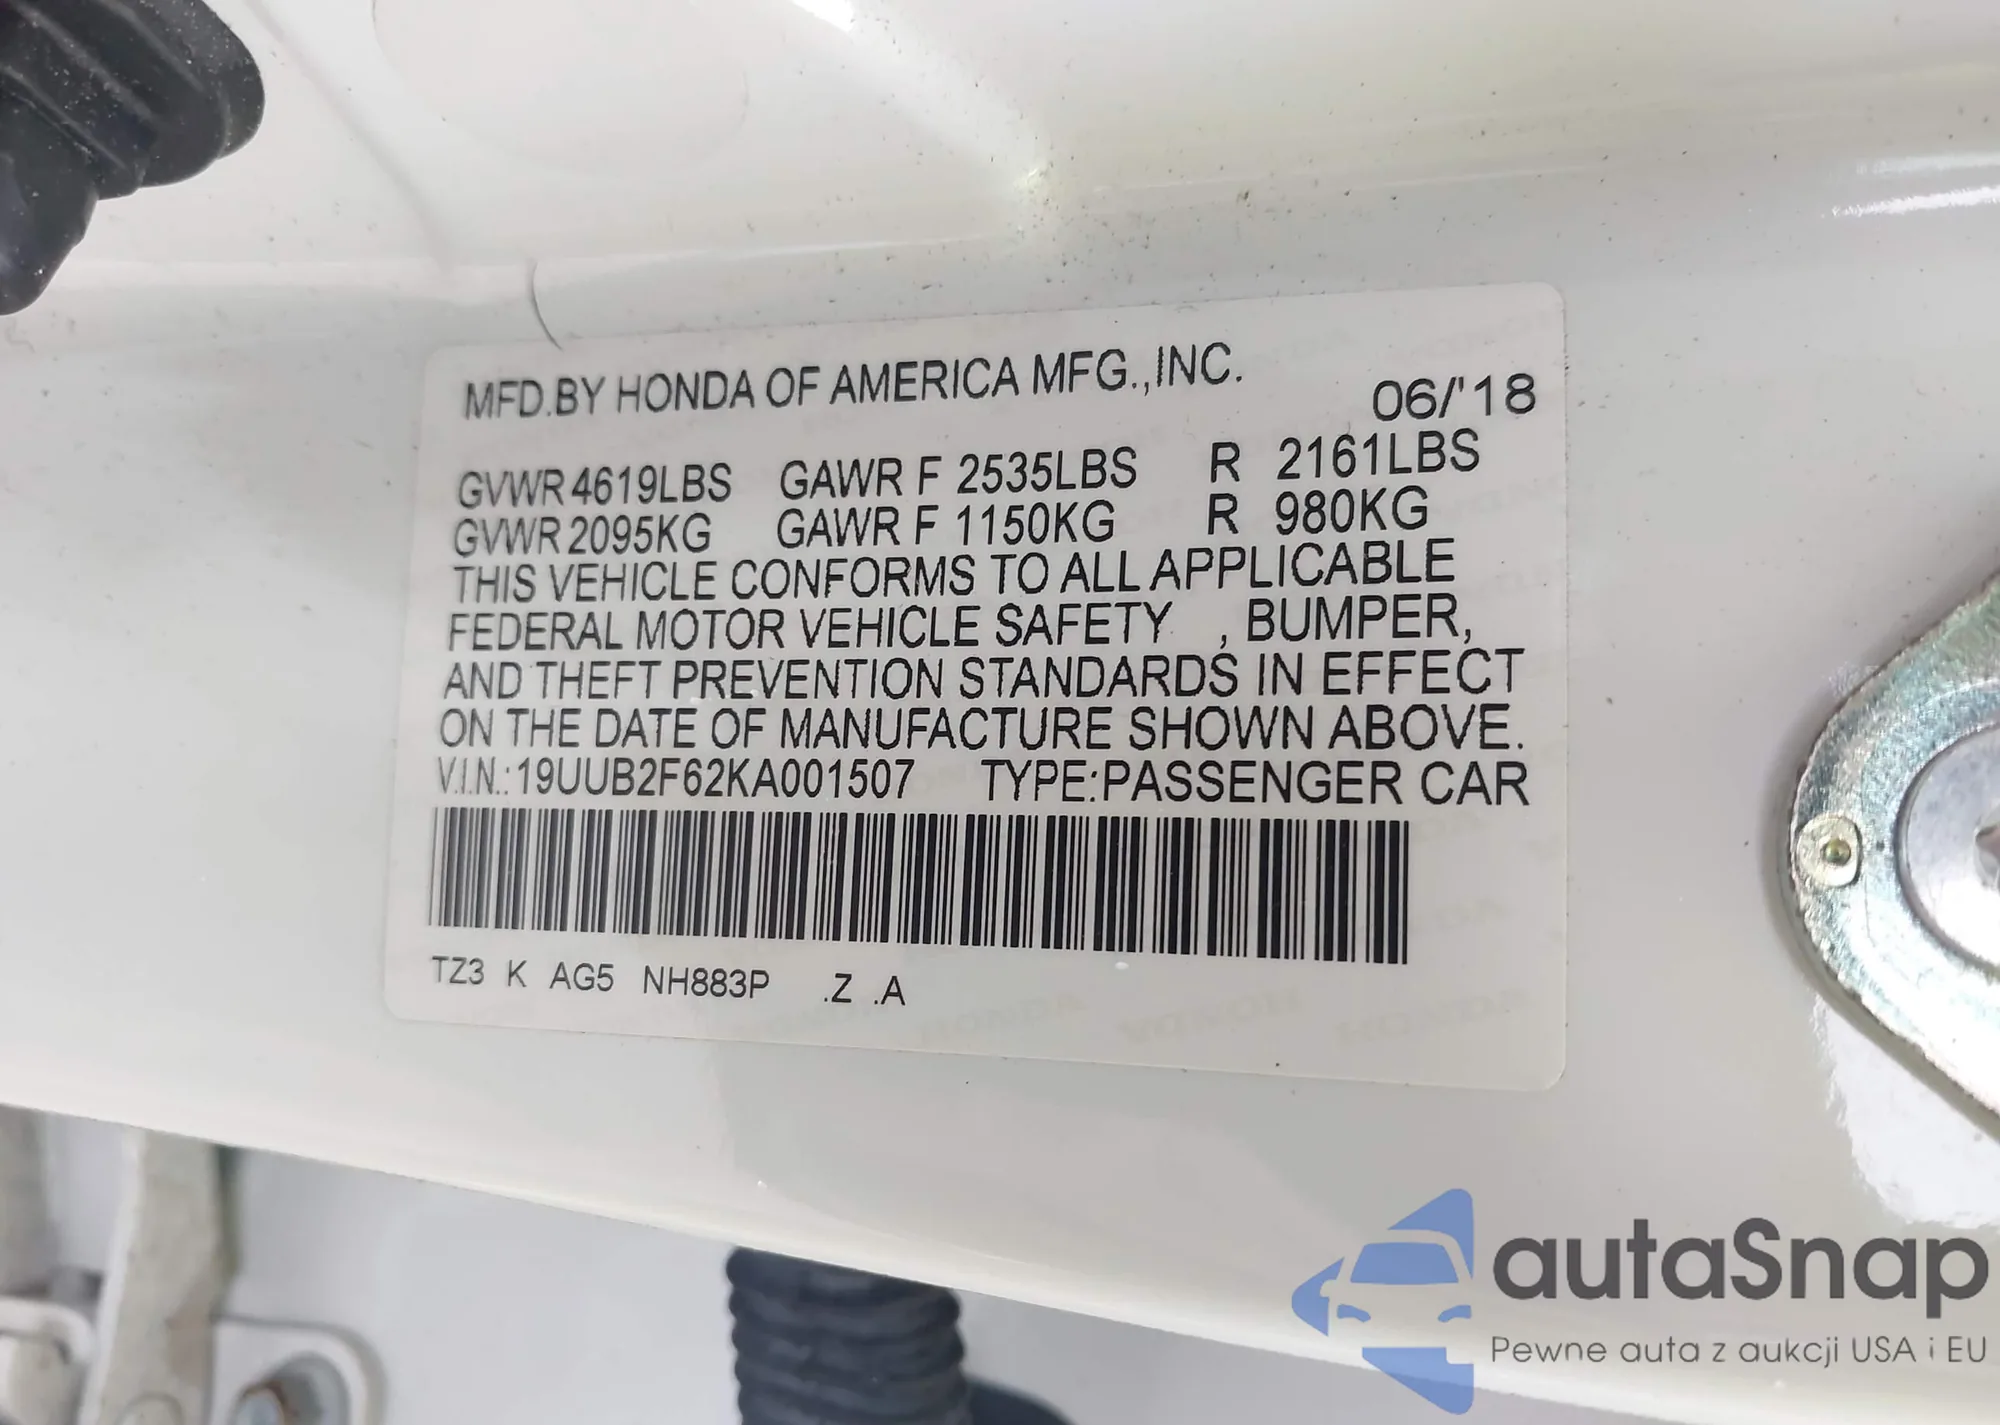 MFD.BY HONDA OF AMERICA MFG.,INC.
06/'18
GVWR 4619LBS GAWR F 2535LBS R 2161LBS
GVWR 2095KG GAWR F 1150KG R 980KG
THIS VEHICLE CONFORMS TO ALL APPLICABLE
FEDERAL MOTOR VEHICLE SAFETY , BUMPER,
AND THEFT PREVENTION STANDARDS IN EFFECT
ON THE DATE OF MANUFACTURE SHOWN ABOVE.
V.I.N.:19UUB2F62KA001507 TYPE:PASSENGER CAR
TZ3 K AG5 NH883P .Z .A
autaSnap
Pewne auta z aukcji USA i EU